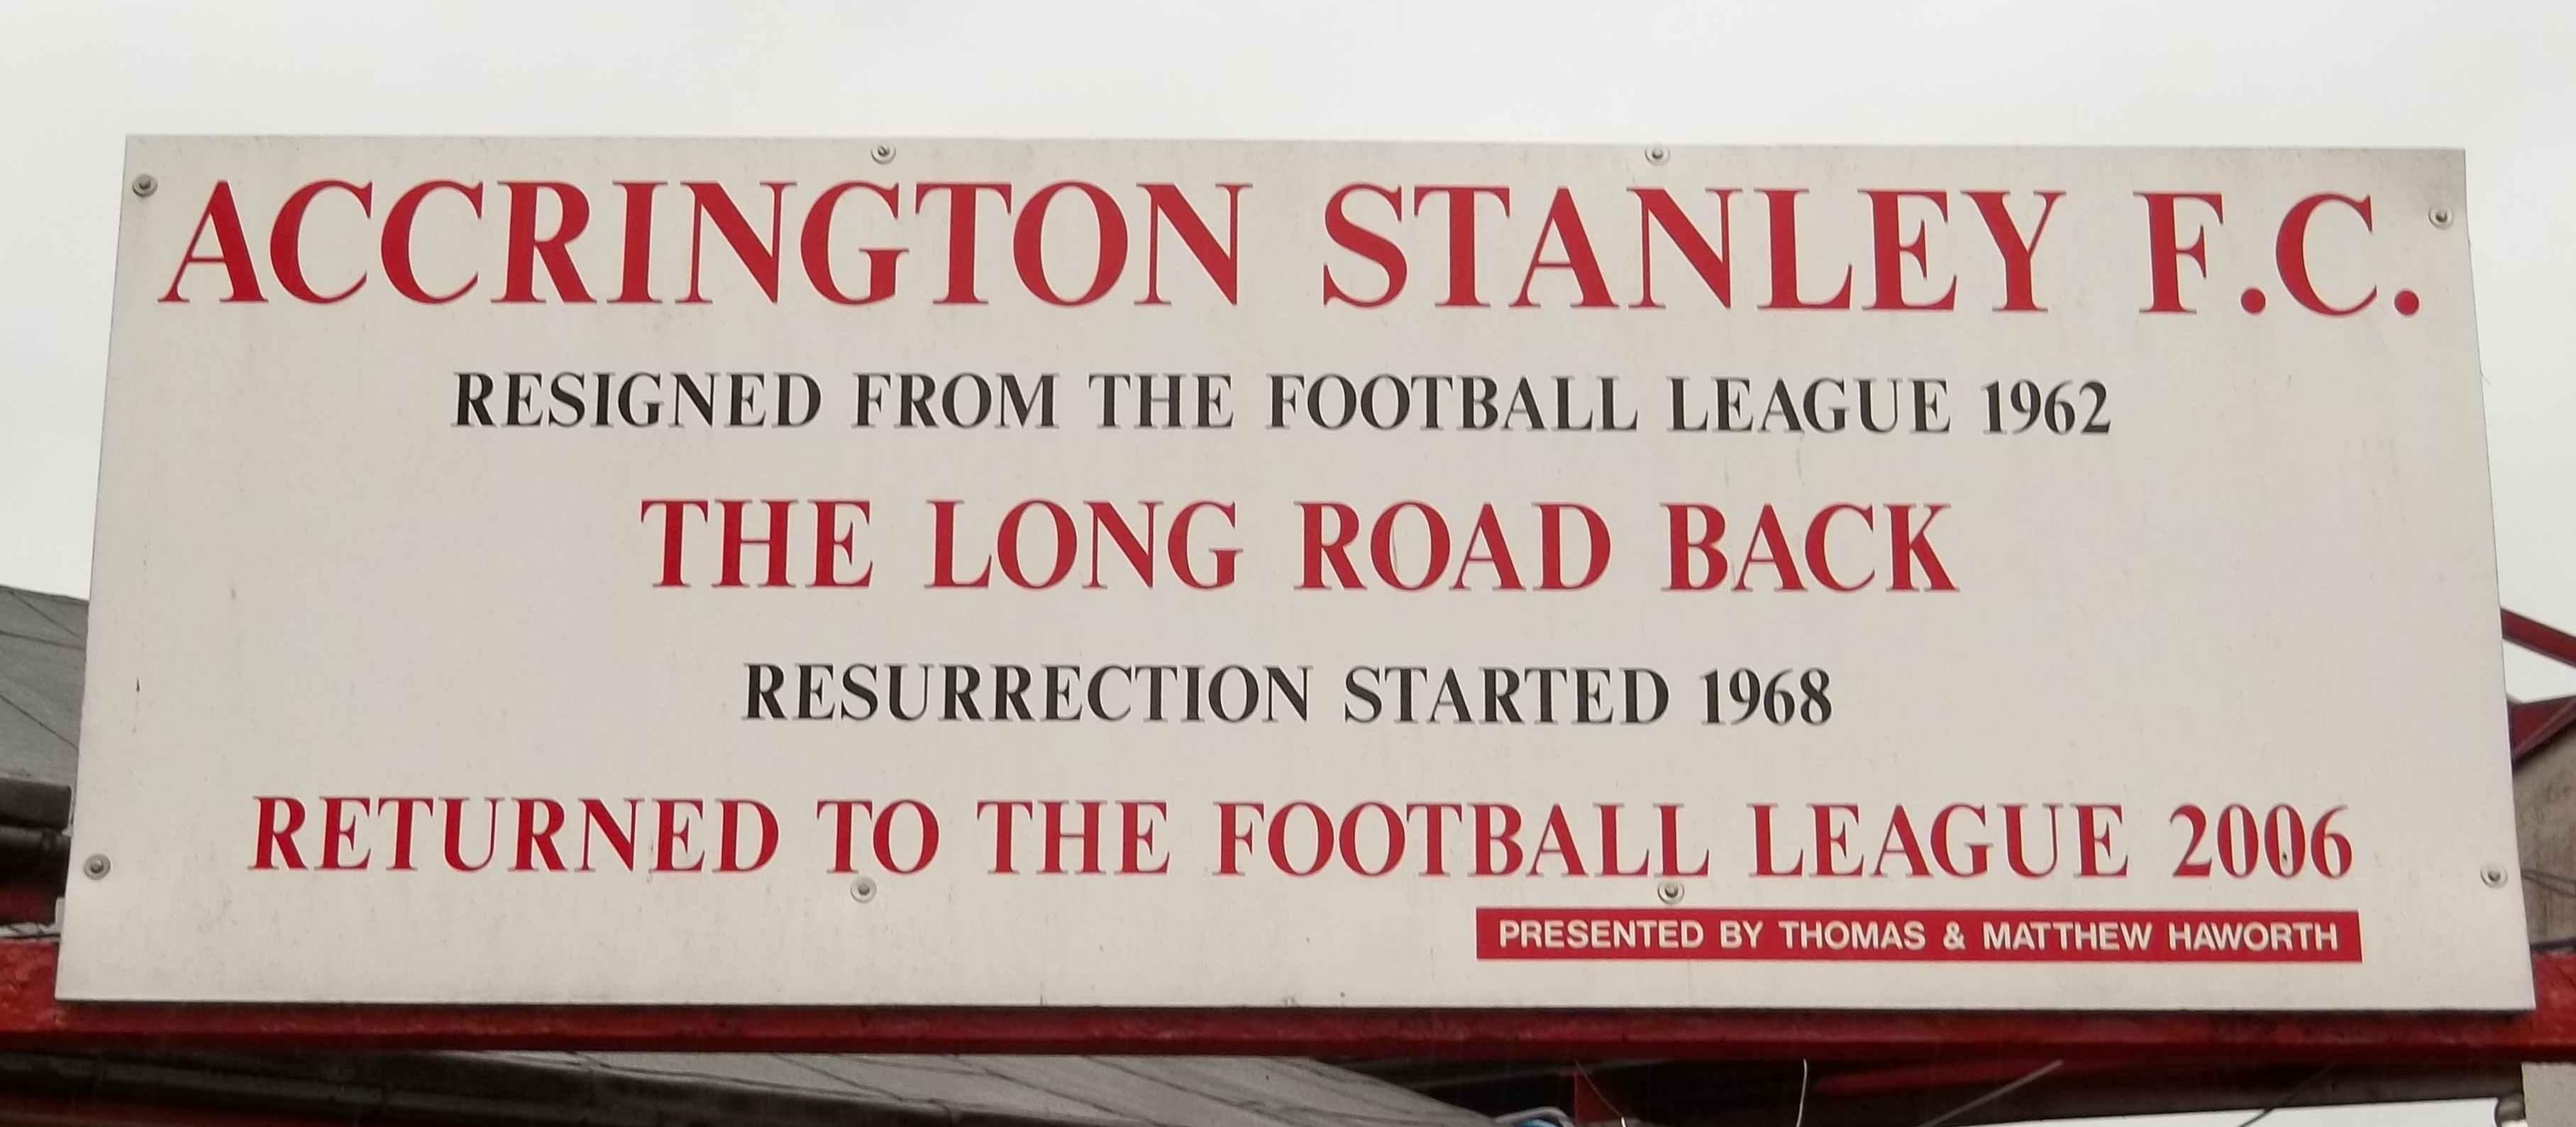 ACCRINGTON STANLEY F.C.
RESIGNED FROM THE FOOTBALL LEAGUE 1962
THE LONG ROAD BACK
RESURRECTION STARTED 1968
RETURNED TO THE FOOTBALL LEAGUE 2006
PRESENTED BY THOMAS & MATTHEW HAWORTH